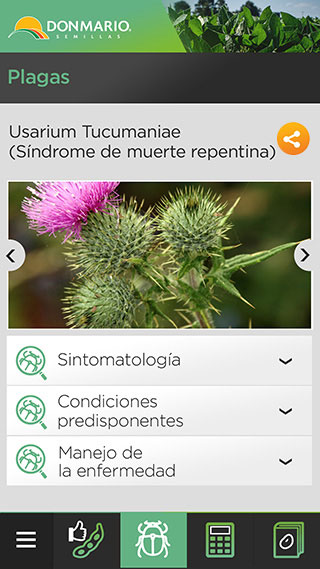 DONMARIO.
SEMILLAS
Plagas
Usarium Tucumaniae
(Síndrome de muerte repentina)
Sintomatología
Condiciones
predisponentes
Manejo de
la enfermedad